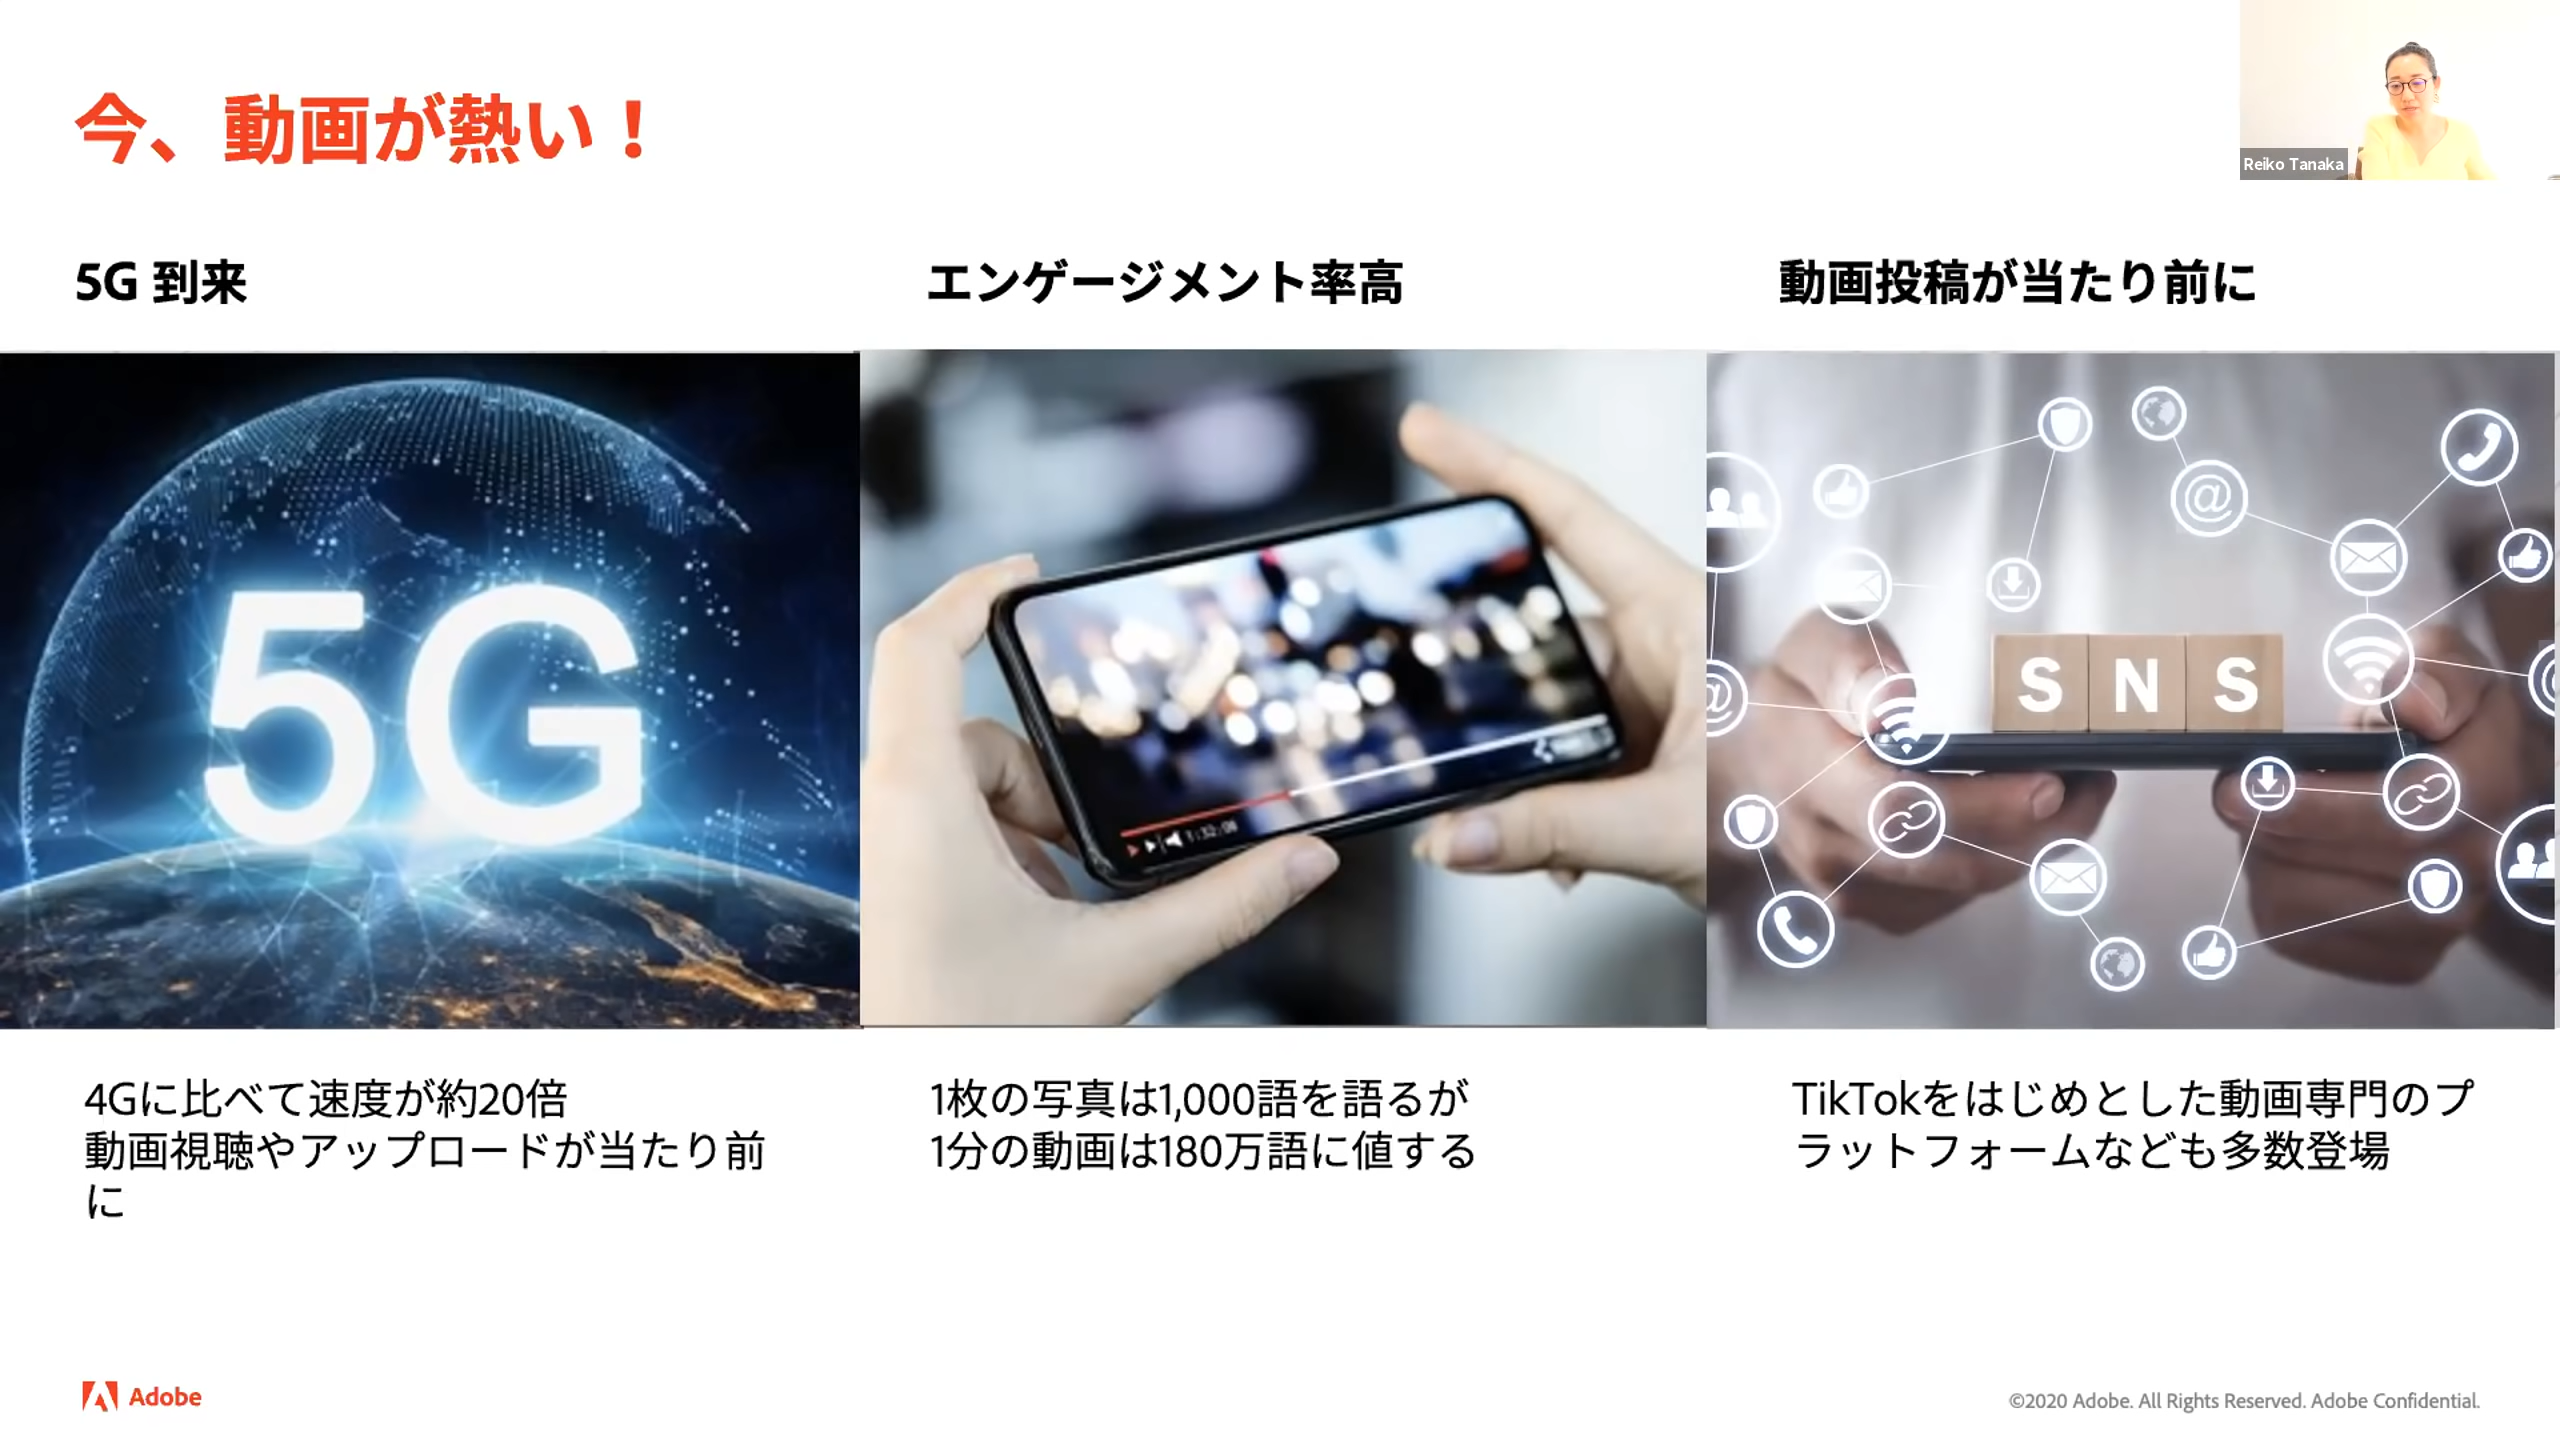 今、動画が熱い！
Reiko Tanaka
5G 到来
エンゲージメント率高
動画投稿が当たり前に
5G
1:32:06
S N S
4Gに比べて速度が約20倍
動画視聴やアップロードが当たり前
に
1枚の写真は1,000語を語るが
1分の動画は180万語に値する
TikTokをはじめとした動画専門のプ
ラットフォームなども多数登場
Adobe
©2020 Adobe. All Rights Reserved. Adobe Confidential.